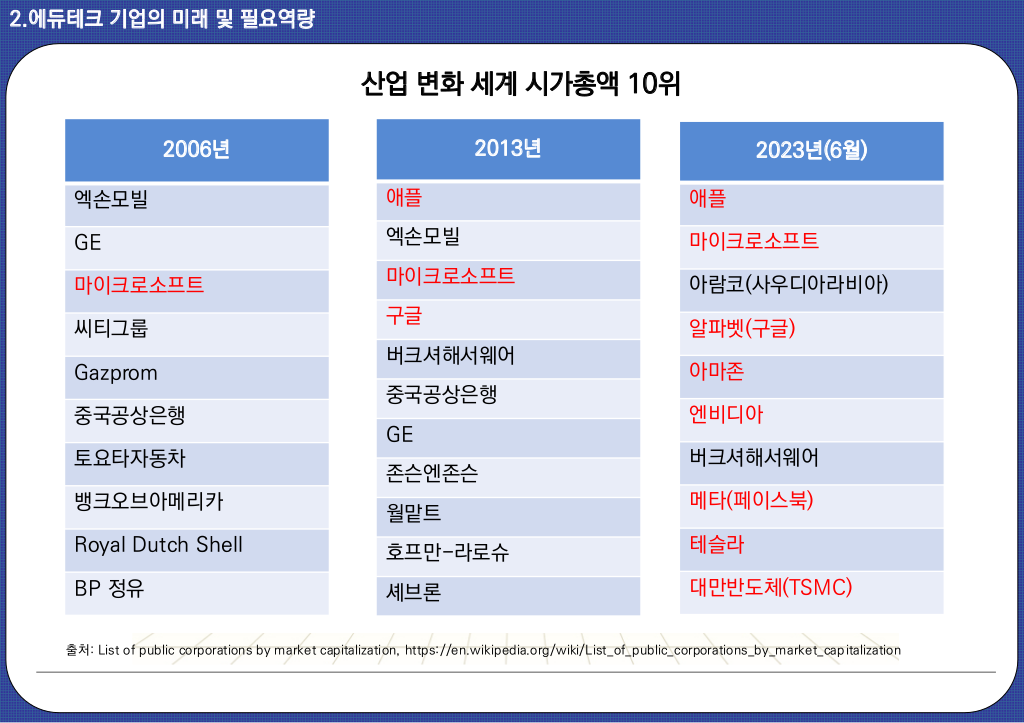 2.에듀테크 기업의 미래 및 필요역량
산업 변화 세계 시가총액 10위
2006년
엑손모빌
GE
마이크로소프트
씨티그룹
Gazprom
중국공상은행
토요타자동차
뱅크오브아메리카
Royal Dutch Shell
BP 정유
2013년
애플
엑손모빌
마이크로소프트
구글
버크셔해서웨어
중국공상은행
GE
존슨엔존슨
월맡트
호프만-라로슈
셰브론
2023년(6월)
애플
마이크로소프트
아람코(사우디아라비아)
알파벳(구글)
아마존
엔비디아
버크셔해서웨어
메타(페이스북)
테슬라
대만반도체(TSMC)
출처: List of public corporations by market capitalization, https://en.wikipedia.org/wiki/List_of_public_corporations_by_market_capitalization